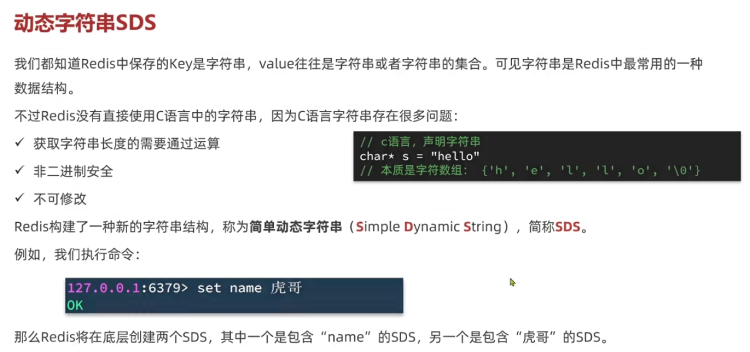 动态字符串SDS
我们都知道Redis中保存的Key是字符串，value往往是字符串或者字符串的集合。可见字符串是Redis中最常用的一种
数据结构。
不过Redis没有直接使用C语言中的字符串，因为C语言字符串存在很多问题：
✓ 获取字符串长度的需要通过运算
✓ 非二进制安全
✓ 不可修改
// c语言，声明字符串
char* s = "hello"
// 本质是字符数组： {'h', 'e', 'l', 'l', 'o', '\0'}
Redis构建了一种新的字符串结构，称为简单动态字符串（Simple Dynamic String），简称SDS。
例如，我们执行命令：
127.0.0.1:6379> set name 虎哥
OK
那么Redis将在底层创建两个SDS，其中一个是包含“name”的SDS，另一个是包含“虎哥”的SDS。